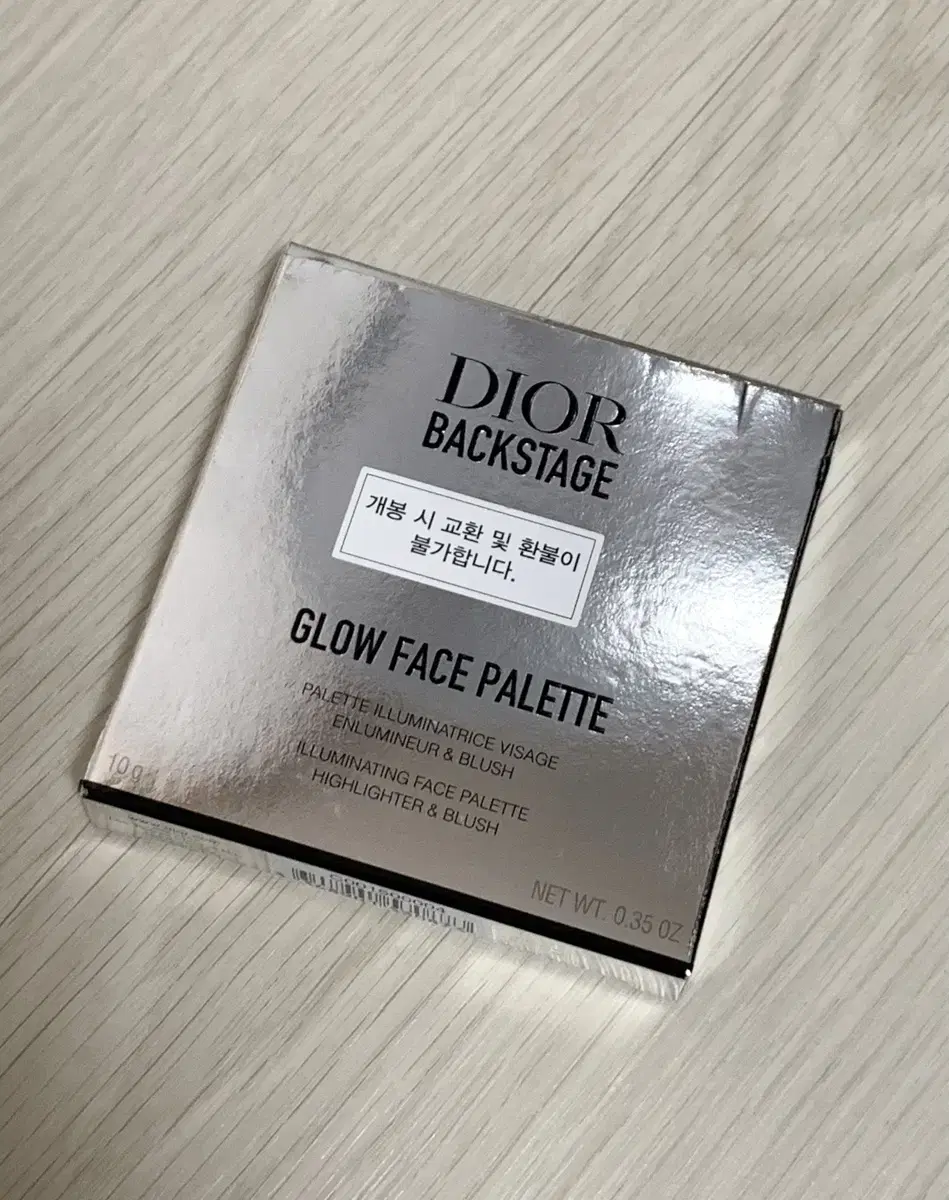 DIOR
BACKSTAGE
개봉 시 교환 및 환불이
불가합니다.
GLOW FACE PALETTE
PALETTE ILLUMINATRICE VISAGE
ENLUMINEUR & BLUSH
ILLUMINATING FACE PALETTE
HIGHLIGHTER & BLUSH
10 g
NET WT. 0.35 OZ